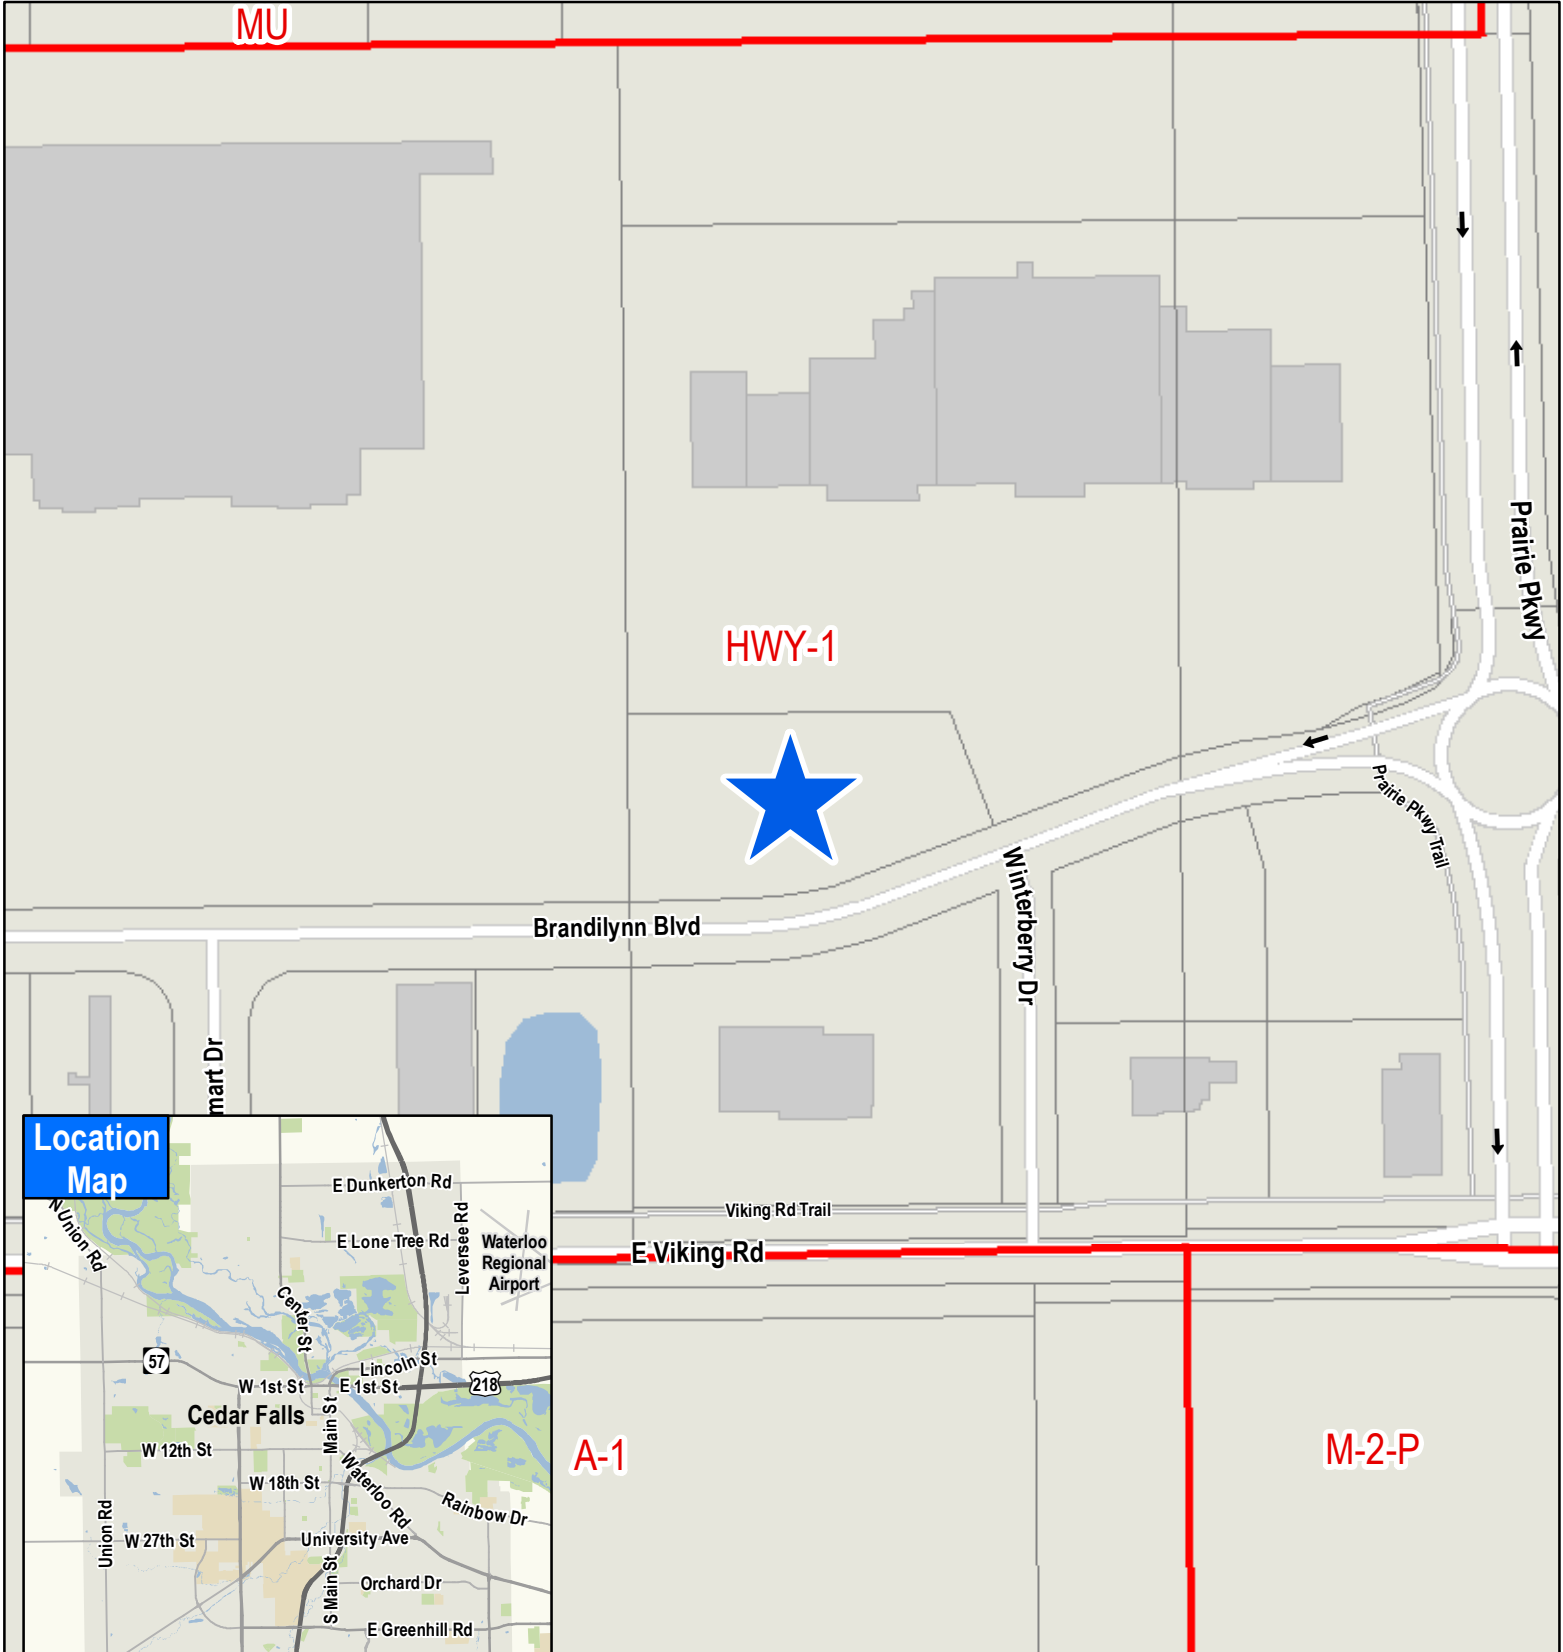 MU
Prairie Pkwy
HWY-1
Prairie Pkwy Trail
Winterberry Dr
Brandilynn Blvd
mart Dr
Viking Rd Trail
E Viking Rd
A-1
M-2-P
Location
Map
N Union Rd
E Dunkerton Rd
E Lone Tree Rd
Leversee Rd
Waterloo
Regional
Airport
Center St
57
Lincoln St
W 1st St
E 1st St
218
Cedar Falls
Main St
W 12th St
W 18th St
Waterloo Rd
Rainbow Dr
Union Rd
W 27th St
University Ave
S Main St
Orchard Dr
E Greenhill Rd